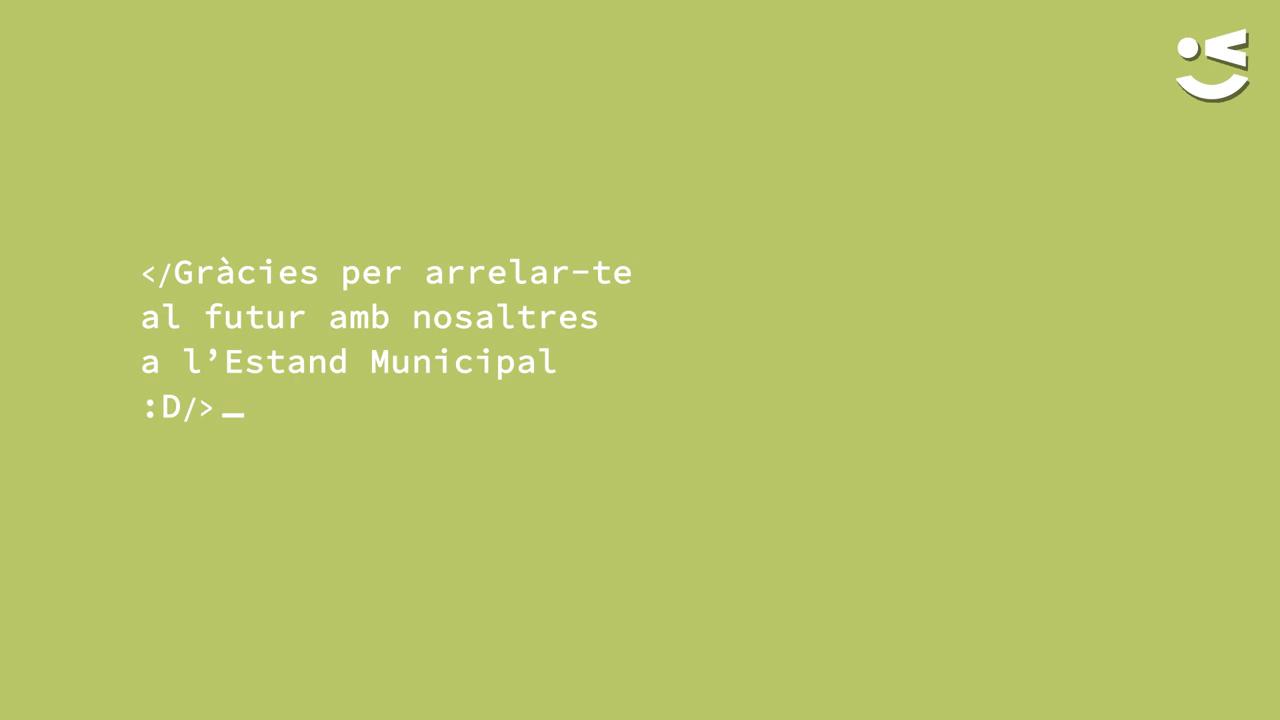 </Gràcies per arrelar-te
al futur amb nosaltres
a l’Estand Municipal
:D/>_